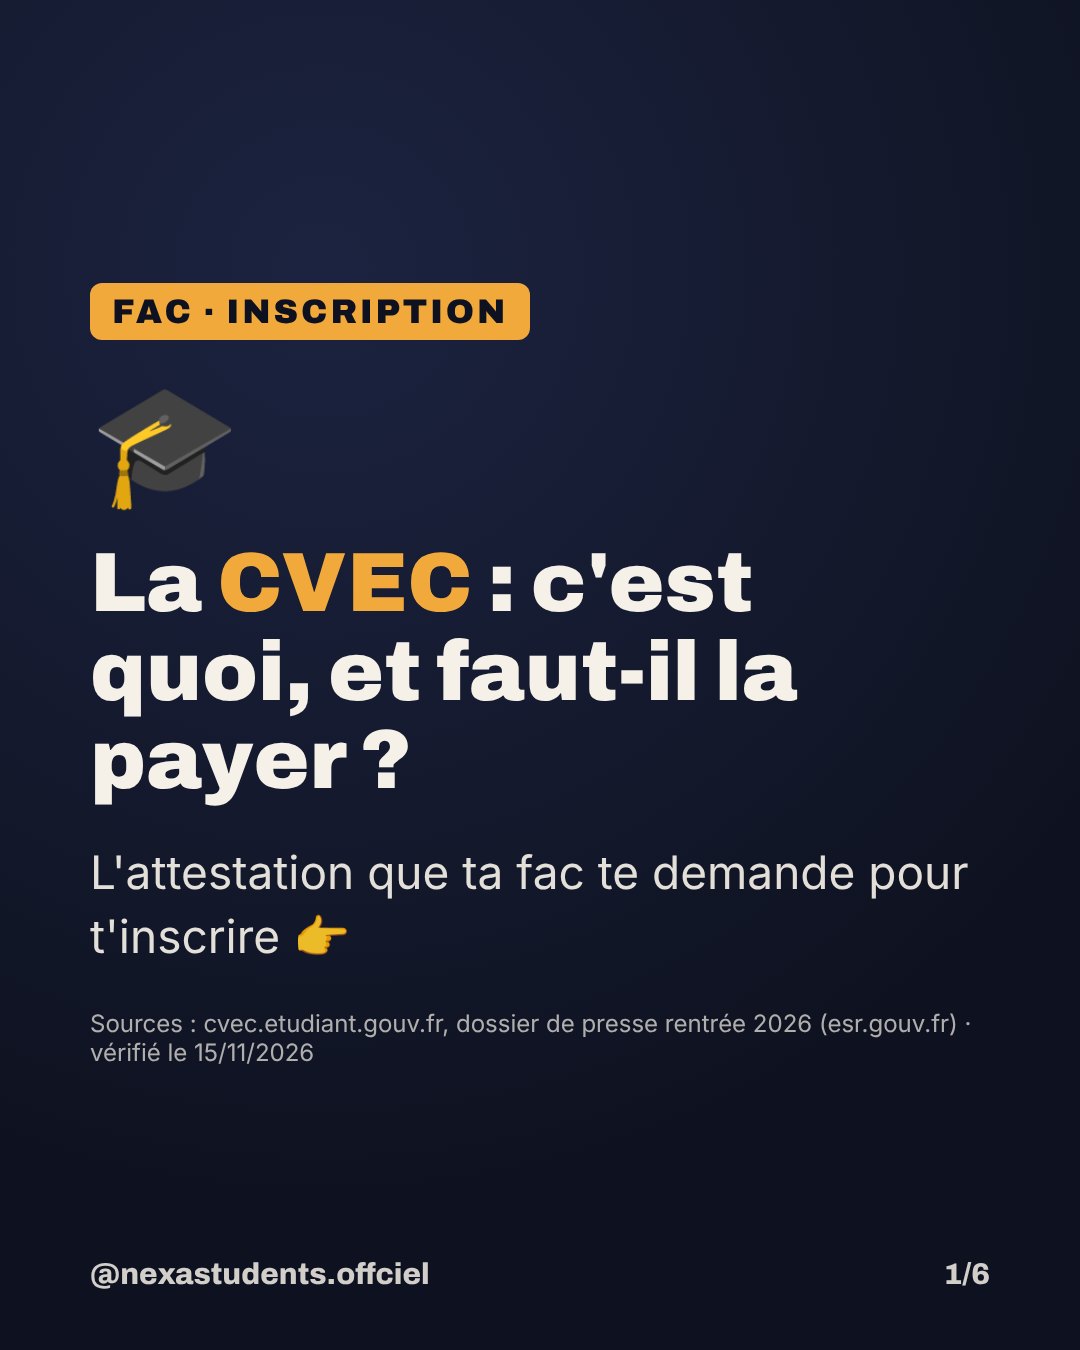 FAC · INSCRIPTION
La CVEC : c'est
quoi, et faut-il la
payer ?
L'attestation que ta fac te demande pour
t'inscrire 👉
Sources : cvec.etudiant.gouv.fr, dossier de presse rentrée 2026 (esr.gouv.fr) ·
vérifié le 15/11/2026
@nexastudents.offciel
1/6